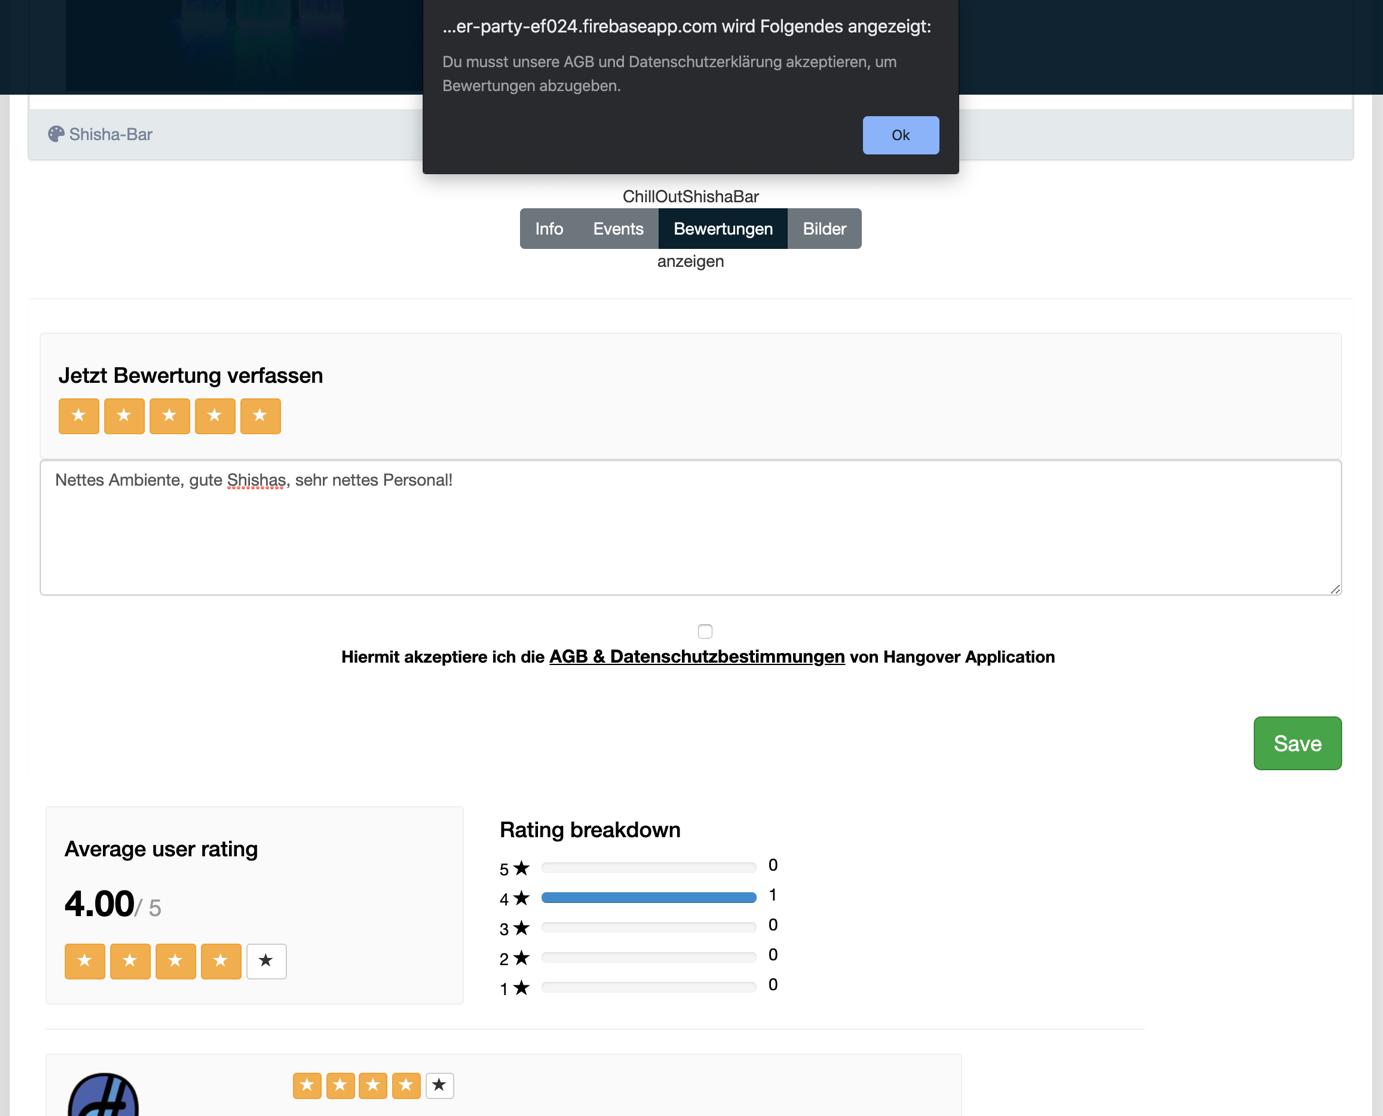 ...er-party-ef024.firebaseapp.com wird Folgendes angezeigt:
Du musst unsere AGB und Datenschutzerklärung akzeptieren, um
Bewertungen abzugeben.
Ok
Shisha-Bar
ChillOutShishaBar
Info Events Bewertungen Bilder
anzeigen
Jetzt Bewertung verfassen
Nettes Ambiente, gute Shishas, sehr nettes Personal!
Hiermit akzeptiere ich die AGB & Datenschutzbestimmungen von Hangover Application
Save
Average user rating
4.00/ 5
Rating breakdown
5 ★ 0
4 ★ 1
3 ★ 0
2 ★ 0
1 ★ 0